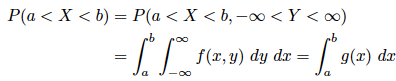 P(a < X < b) = P(a < X < b, −∞ < Y < ∞)
= ∫_a^b ∫_{−∞}^{∞} f(x, y) dy dx = ∫_a^b g(x) dx